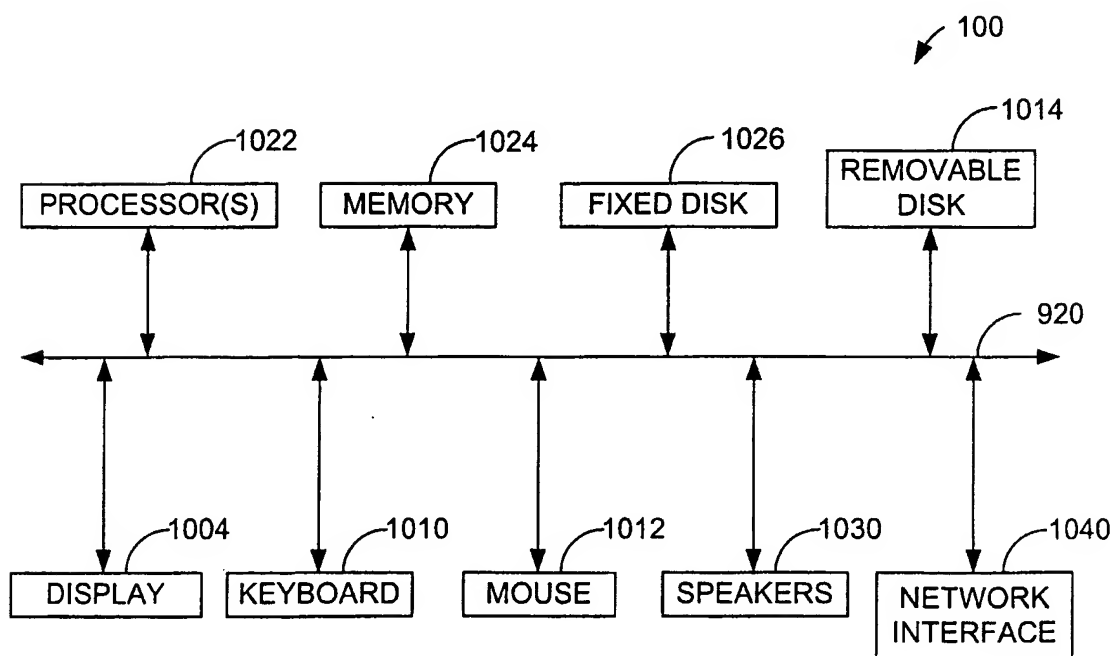 100
1022
1024
1026
1014
PROCESSOR(S)
MEMORY
FIXED DISK
REMOVABLE
DISK
920
1004
1010
1012
1030
1040
DISPLAY
KEYBOARD
MOUSE
SPEAKERS
NETWORK
INTERFACE